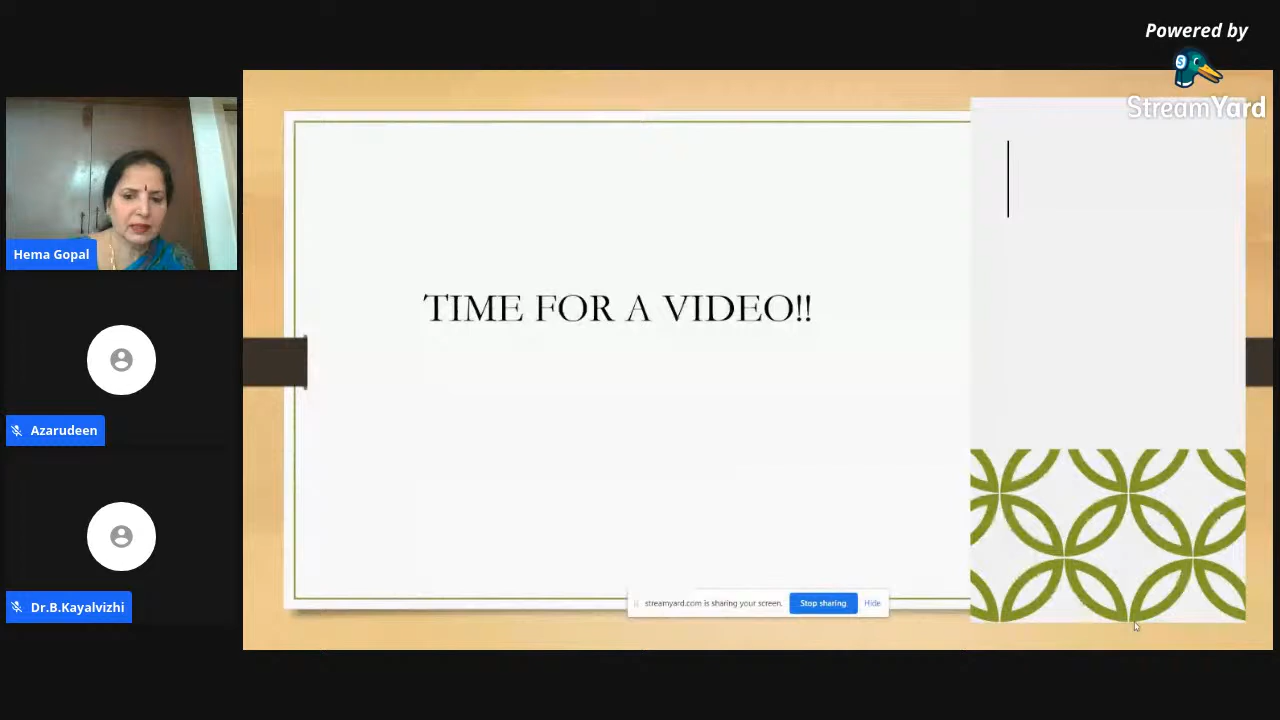 Powered by
StreamYard
Hema Gopal
TIME FOR A VIDEO!!
Azarudeen
streamyard.com is sharing your screen.
Stop sharing
Hide
Dr.B.Kayalvizhi